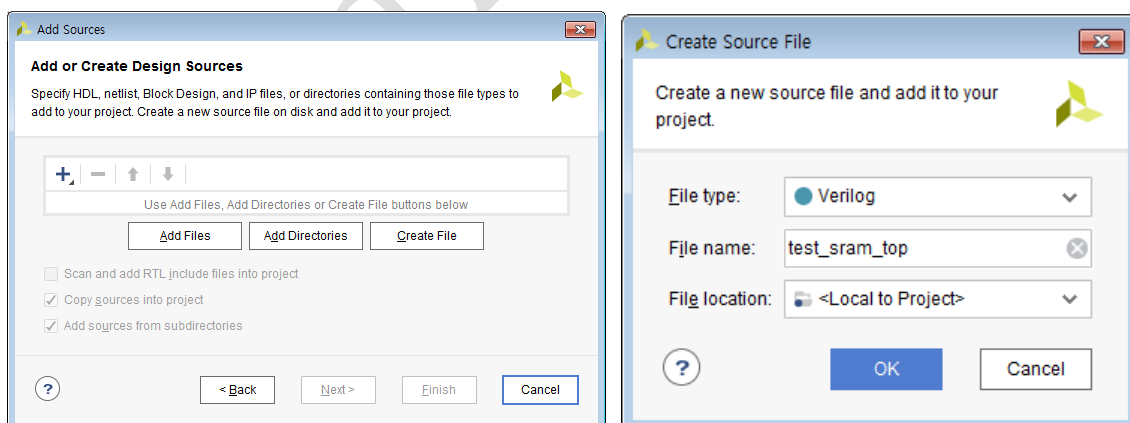 Add Sources
Add or Create Design Sources
Specify HDL, netlist, Block Design, and IP files, or directories containing those file types to
add to your project. Create a new source file on disk and add it to your project.
Use Add Files, Add Directories or Create File buttons below
Add Files
Add Directories
Create File
Scan and add RTL include files into project
Copy sources into project
Add sources from subdirectories
?
< Back
Next >
Finish
Cancel
Create Source File
Create a new source file and add it to your
project.
File type:
Verilog
File name:
test_sram_top
File location:
<Local to Project>
?
OK
Cancel